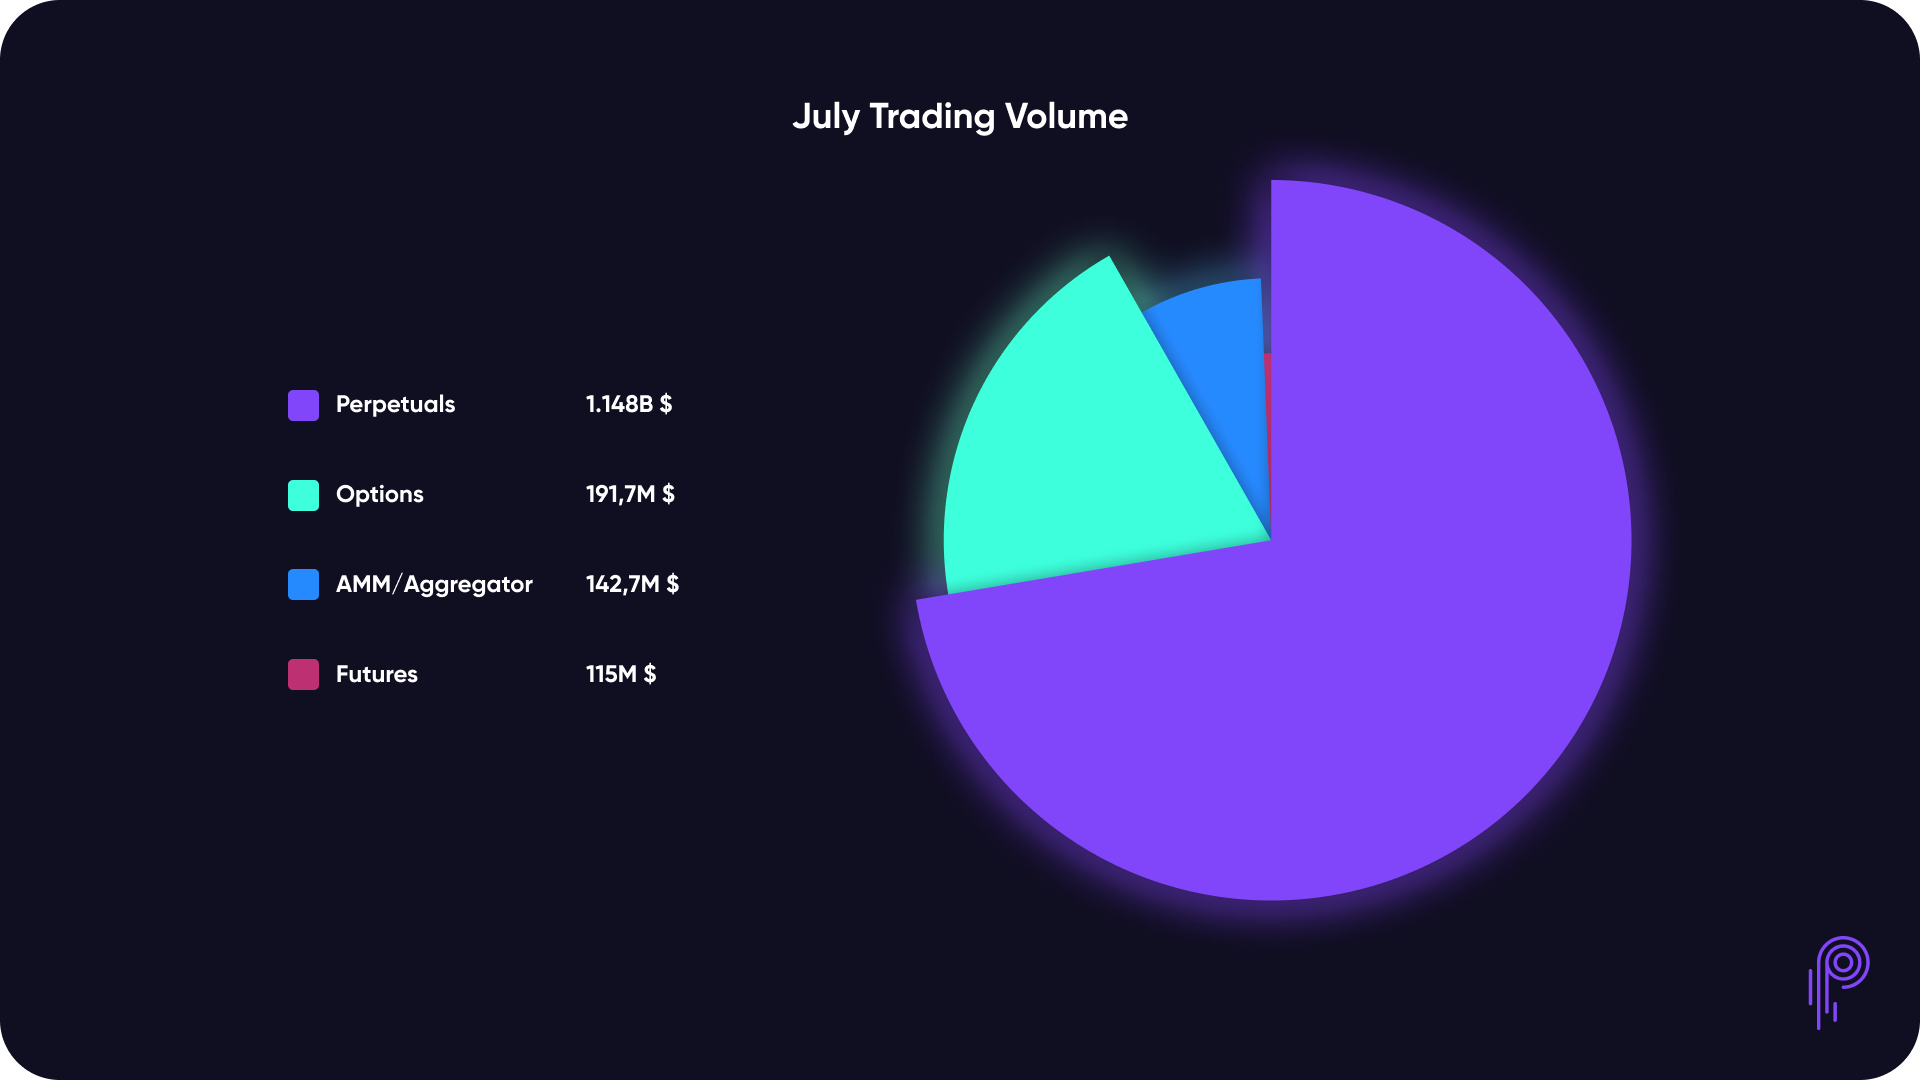 July Trading Volume
Perpetuals 1.148B $
Options 191,7M $
AMM/Aggregator 142,7M $
Futures 115M $